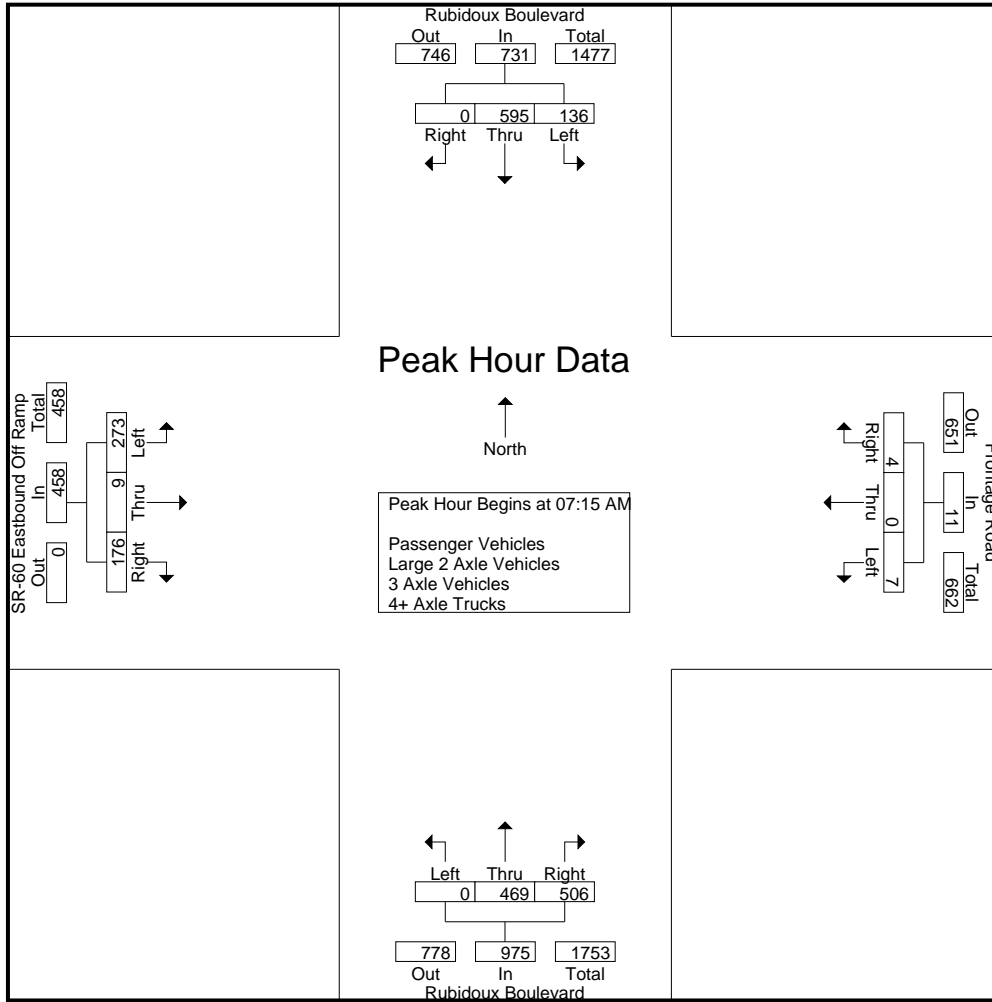 Rubidoux Boulevard
Out In Total
746 731 1477
0 595 136
Right Thru Left
Peak Hour Data
North
Peak Hour Begins at 07:15 AM
Passenger Vehicles
Large 2 Axle Vehicles
3 Axle Vehicles
4+ Axle Trucks
SR-60 Eastbound Off Ramp
Out In Total
0 458 458
176 9 273
Right Thru Left
Frontage Road
Out In Total
651 11 662
4 0 7
Right Thru Left
Left Thru Right
0 469 506
778 975 1753
Out In Total
Rubidoux Boulevard